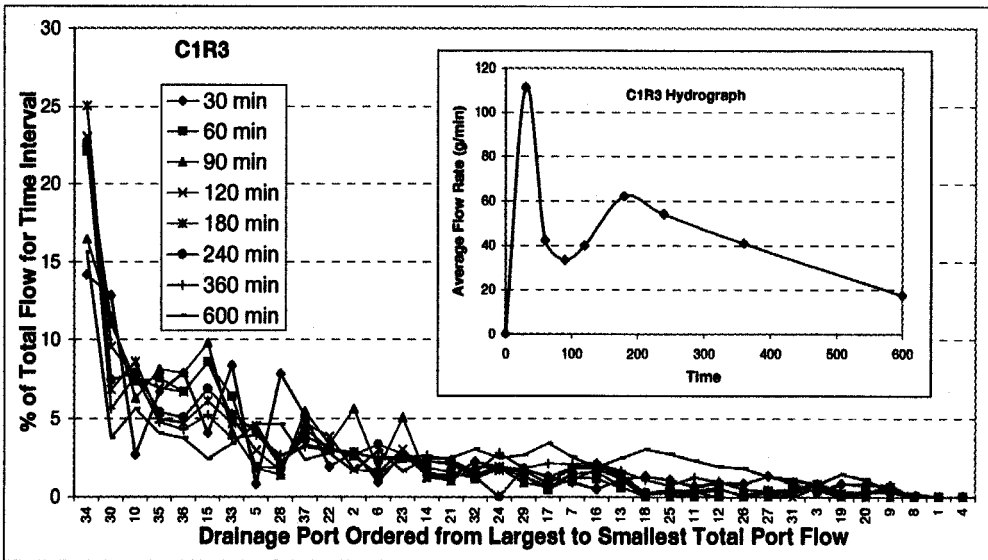 C1R3
30
25
20
15
10
5
0
% of Total Flow for Time Interval
30 min
60 min
90 min
120 min
180 min
240 min
360 min
600 min
C1R3 Hydrograph
120
100
80
60
40
20
0
Average Flow Rate (g/min)
0 100 200 300 400 500 600
Time
34 30 10 35 36 15 33 5 28 37 22 2 6 23 14 21 32 24 29 17 7 16 13 18 25 11 12 26 27 31 3 19 20 9 8 1 4
Drainage Port Ordered from Largest to Smallest Total Port Flow